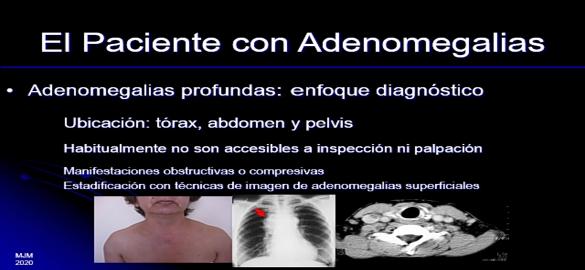 El Paciente con Adenomegalias
• Adenomegalias profundas: enfoque diagnóstico
Ubicación: tórax, abdomen y pelvis
Habitualmente no son accesibles a inspección ni palpación
Manifestaciones obstructivas o compresivas
Estadificación con técnicas de imagen de adenomegalias superficiales
MJM
2020